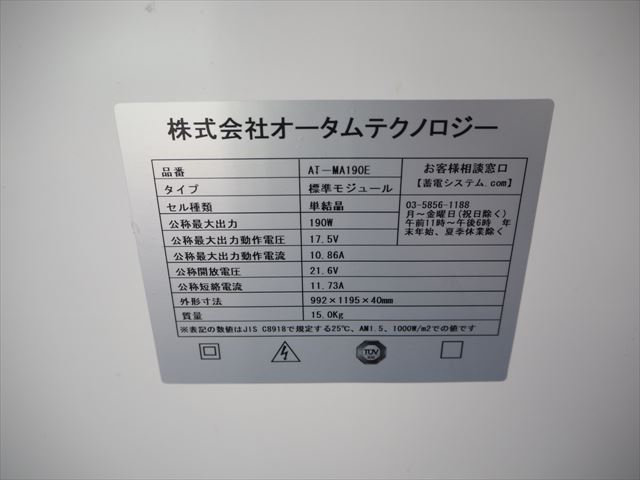 株式会社オータムテクノロジー
品番 AT-MA190E お客様相談窓口
タイプ 標準モジュール 【蓄電システム.com】
セル種類 単結晶 03-5856-1188
月～金曜日(祝日除く)
公称最大出力 190W 午前11時～午後6時 年
公称最大出力動作電圧 17.5V 末年始、夏季休業除く
公称最大出力動作電流 10.86A
公称開放電圧 21.6V
公称短絡電流 11.73A
外形寸法 992×1195×40mm
質量 15.0Kg
※表記の数値はJIS C8918で規定する25℃、AM1.5、1000W/m2での値です
TÜV